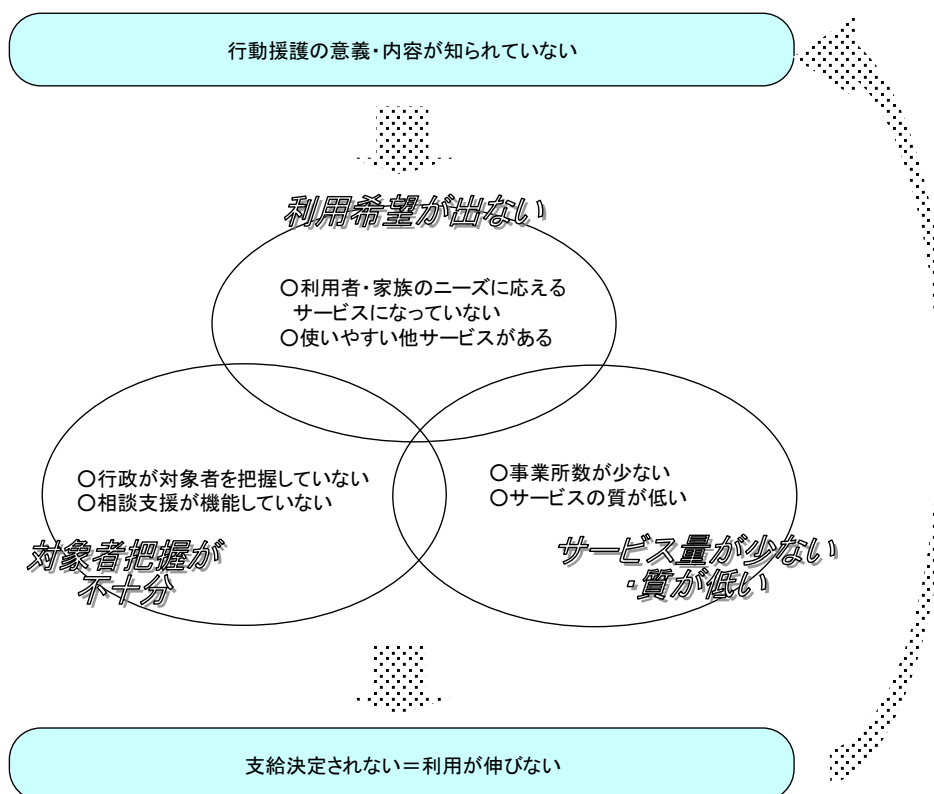 行動援護の意義・内容が知られていない
利用希望が出ない
〇利用者・家族のニーズに応える
サービスになっていない
〇使いやすい他サービスがある
〇行政が対象者を把握していない
〇相談支援が機能していない
対象者把握が
不十分
〇事業所数が少ない
〇サービスの質が低い
サービス量が少ない
・質が低い
支給決定されない＝利用が伸びない